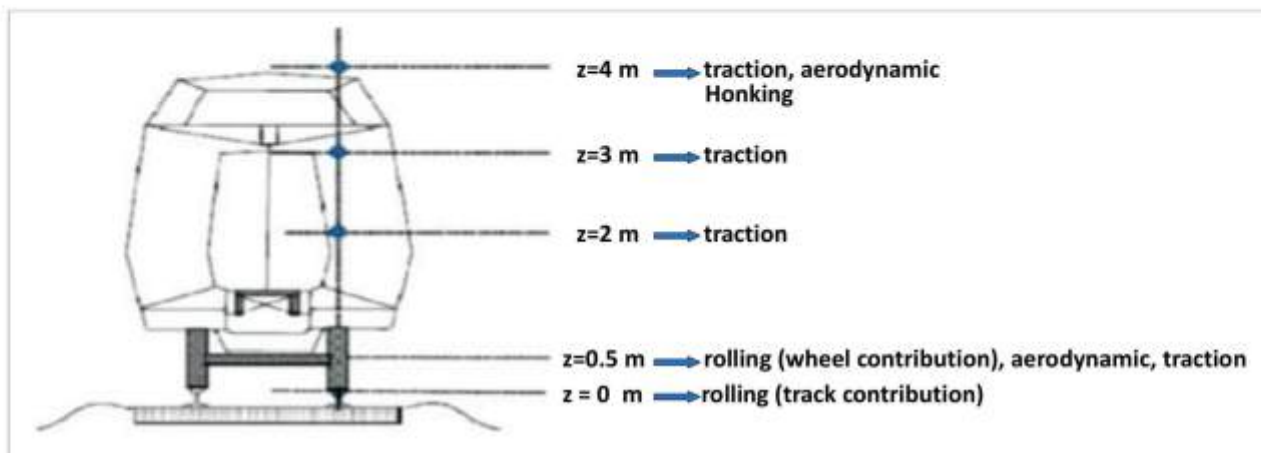 z=4 m traction, aerodynamic
Honking
z=3 m traction
z=2 m traction
z=0.5 m rolling (wheel contribution), aerodynamic, traction
z = 0 m rolling (track contribution)